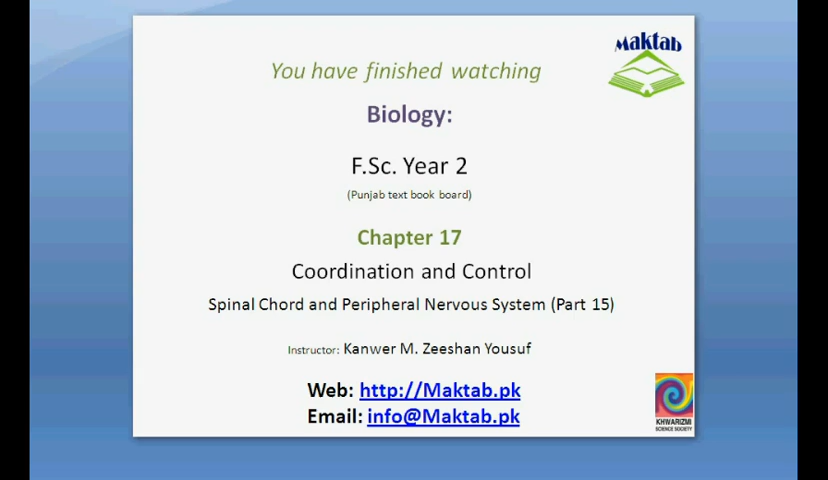 Maktab
You have finished watching
Biology:
F.Sc. Year 2
(Punjab text book board)
Chapter 17
Coordination and Control
Spinal Chord and Peripheral Nervous System (Part 15)
Instructor: Kanwer M. Zeeshan Yousuf
Web: http://Maktab.pk
Email: info@Maktab.pk
KHWARIZMI
SCIENCE SOCIETY